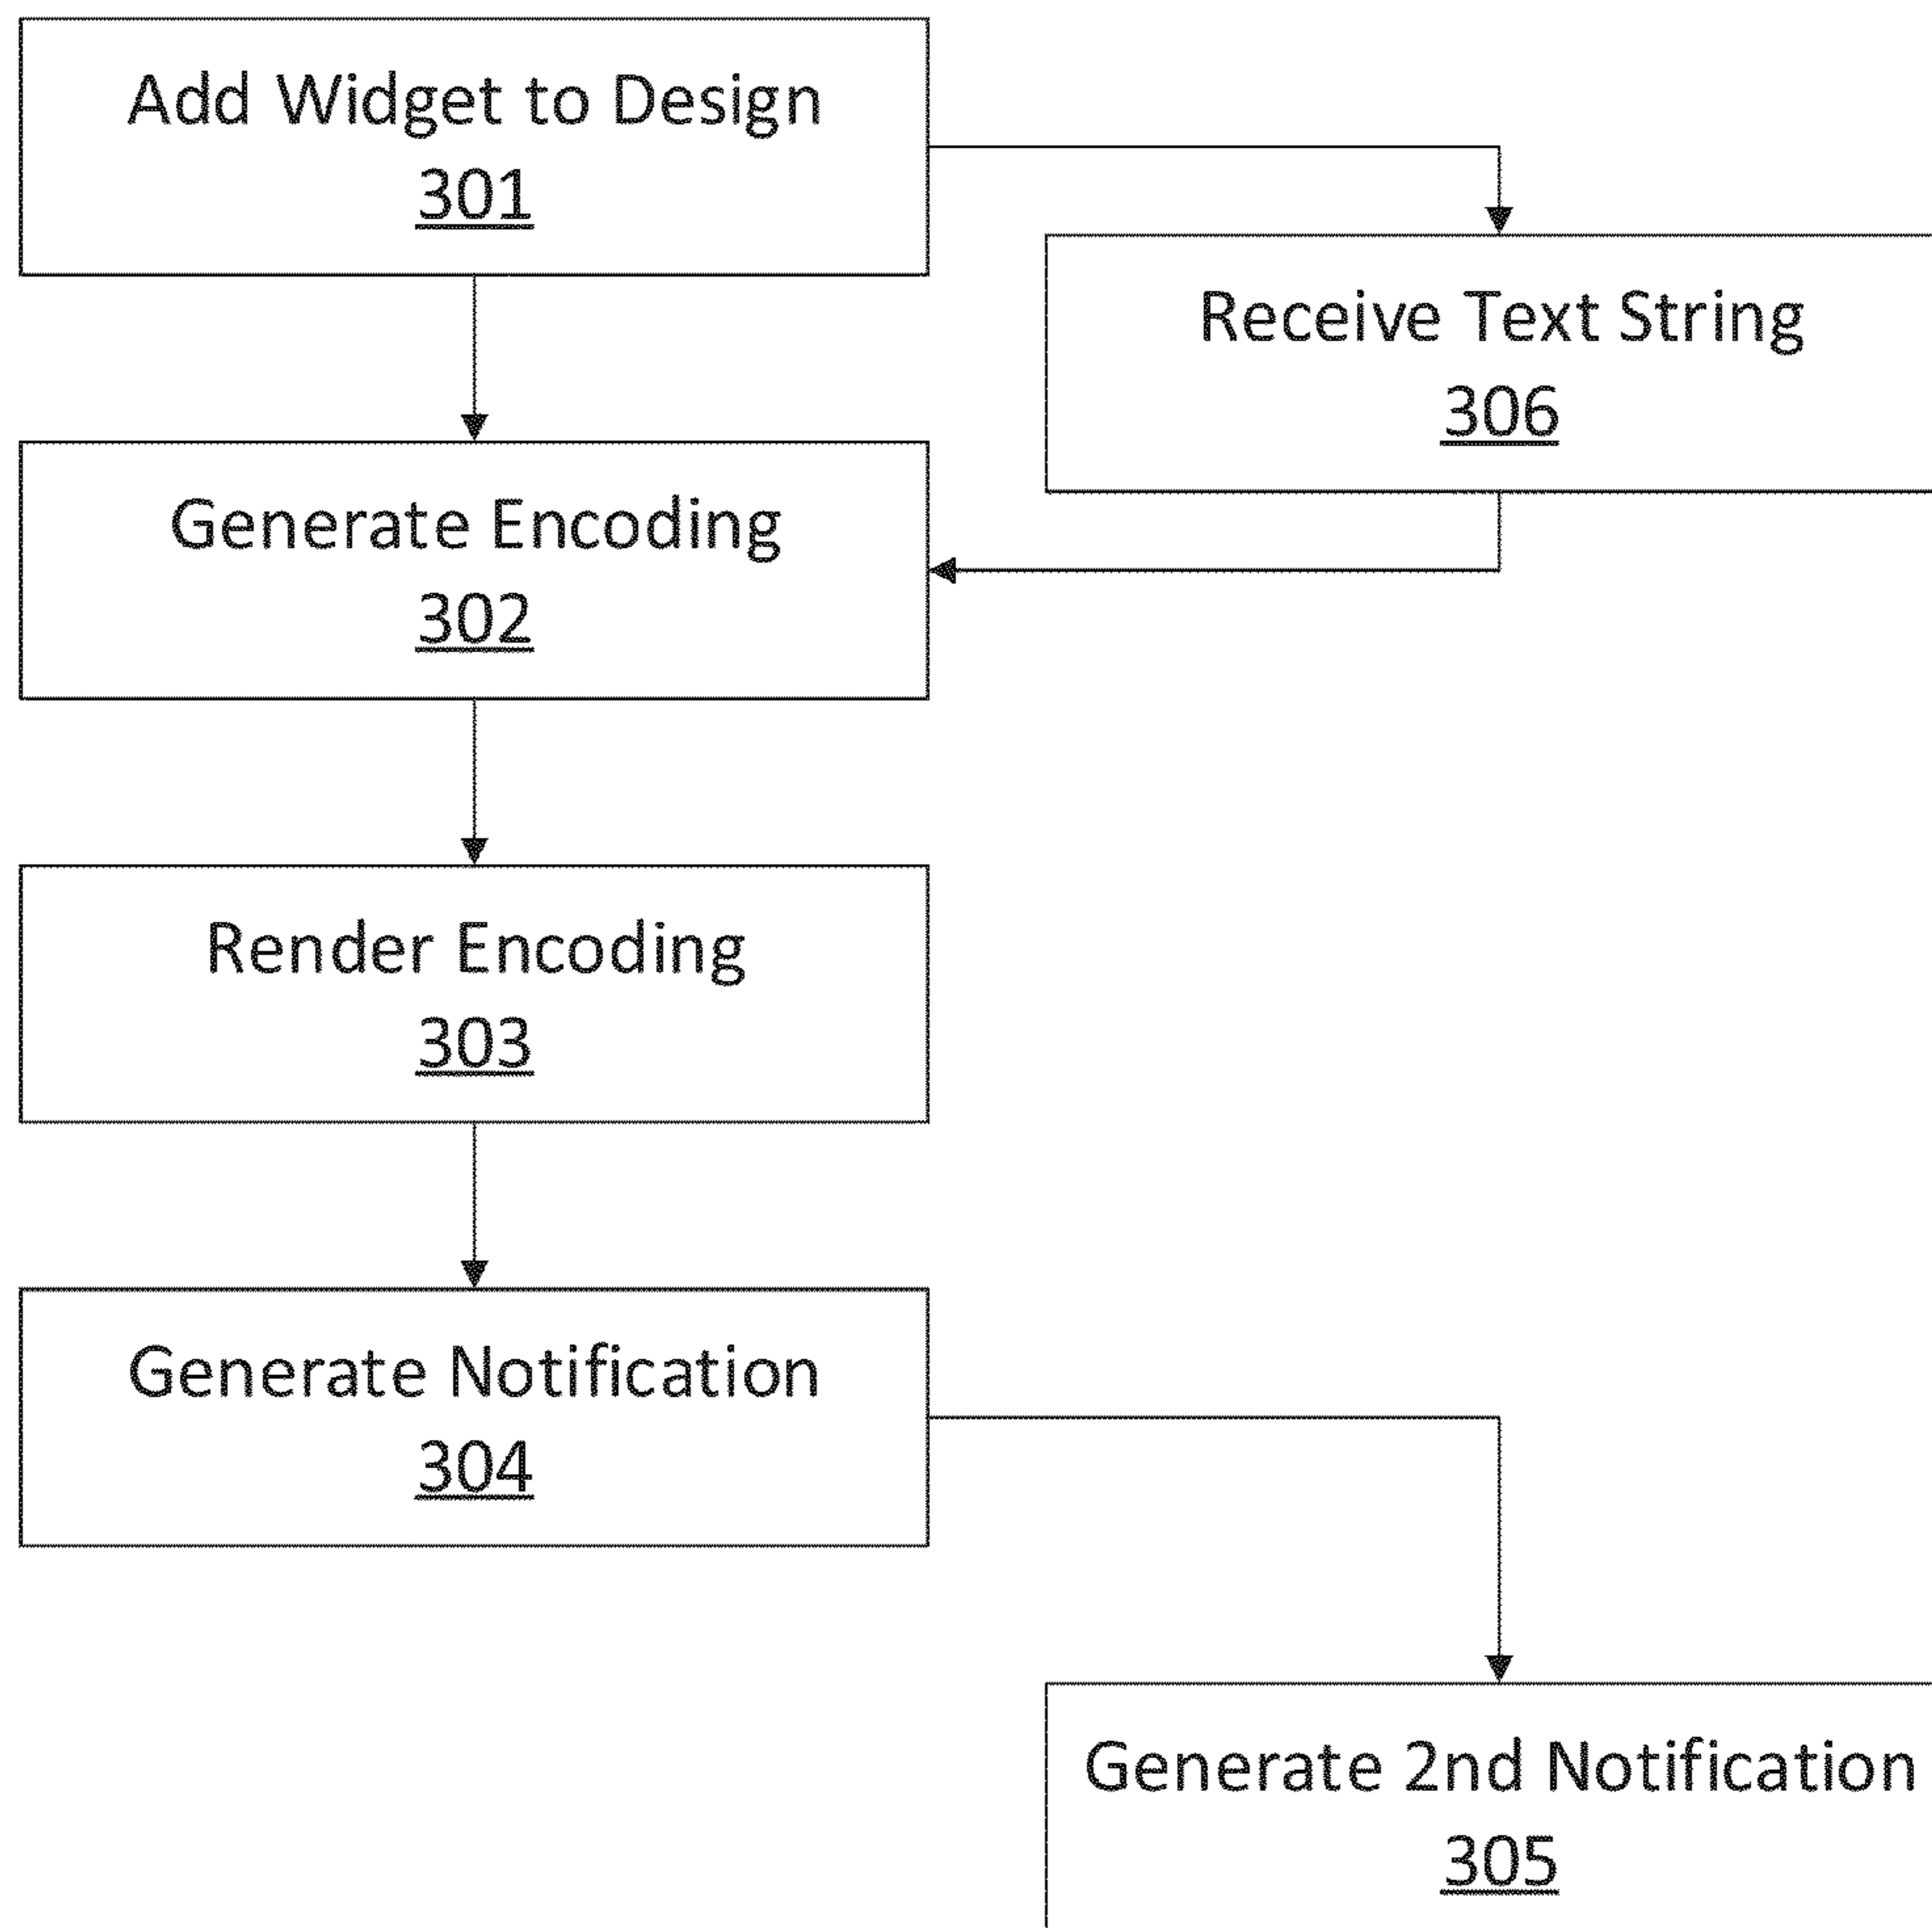 Add Widget to Design
301
Receive Text String
306
Generate Encoding
302
Render Encoding
303
Generate Notification
304
Generate 2nd Notification
305